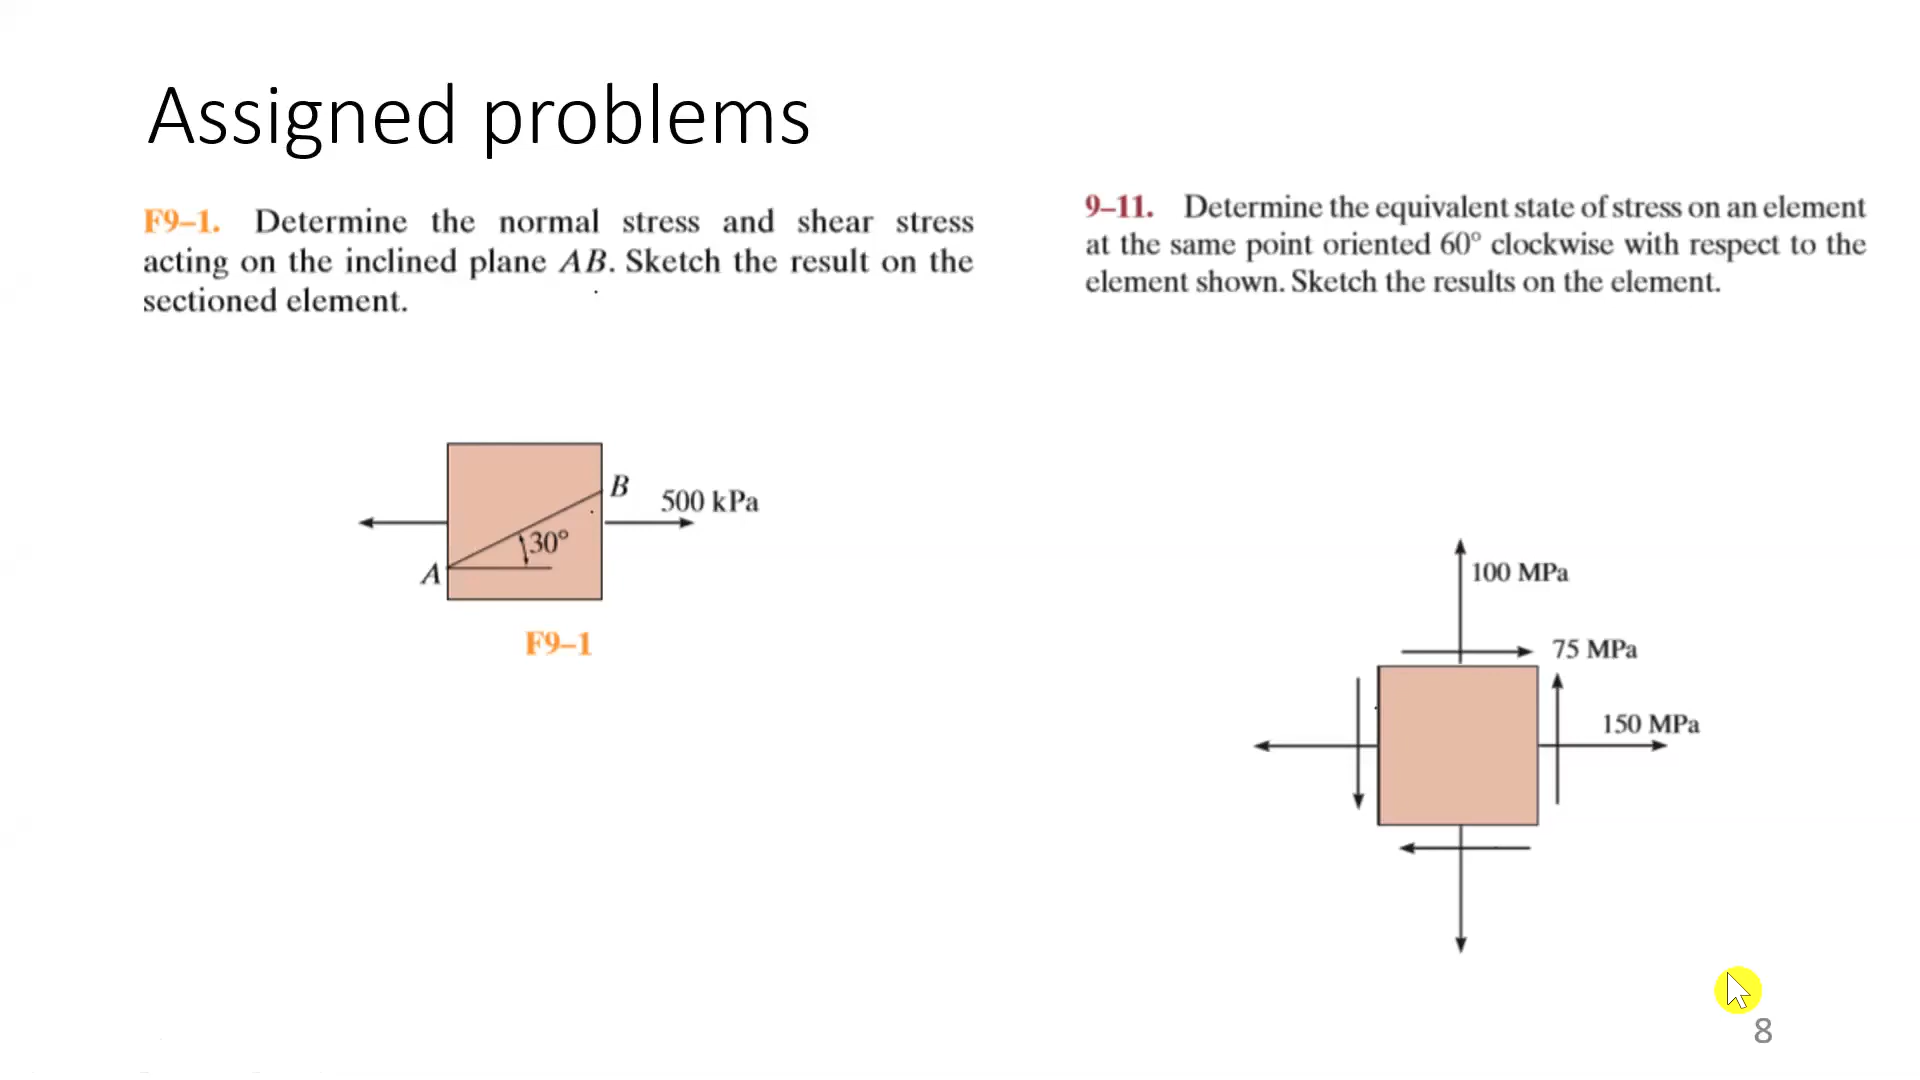 Assigned problems
F9–1. Determine the normal stress and shear stress
acting on the inclined plane AB. Sketch the result on the
sectioned element.
B
500 kPa
30°
A
F9–1
9–11. Determine the equivalent state of stress on an element
at the same point oriented 60° clockwise with respect to the
element shown. Sketch the results on the element.
100 MPa
75 MPa
150 MPa
8